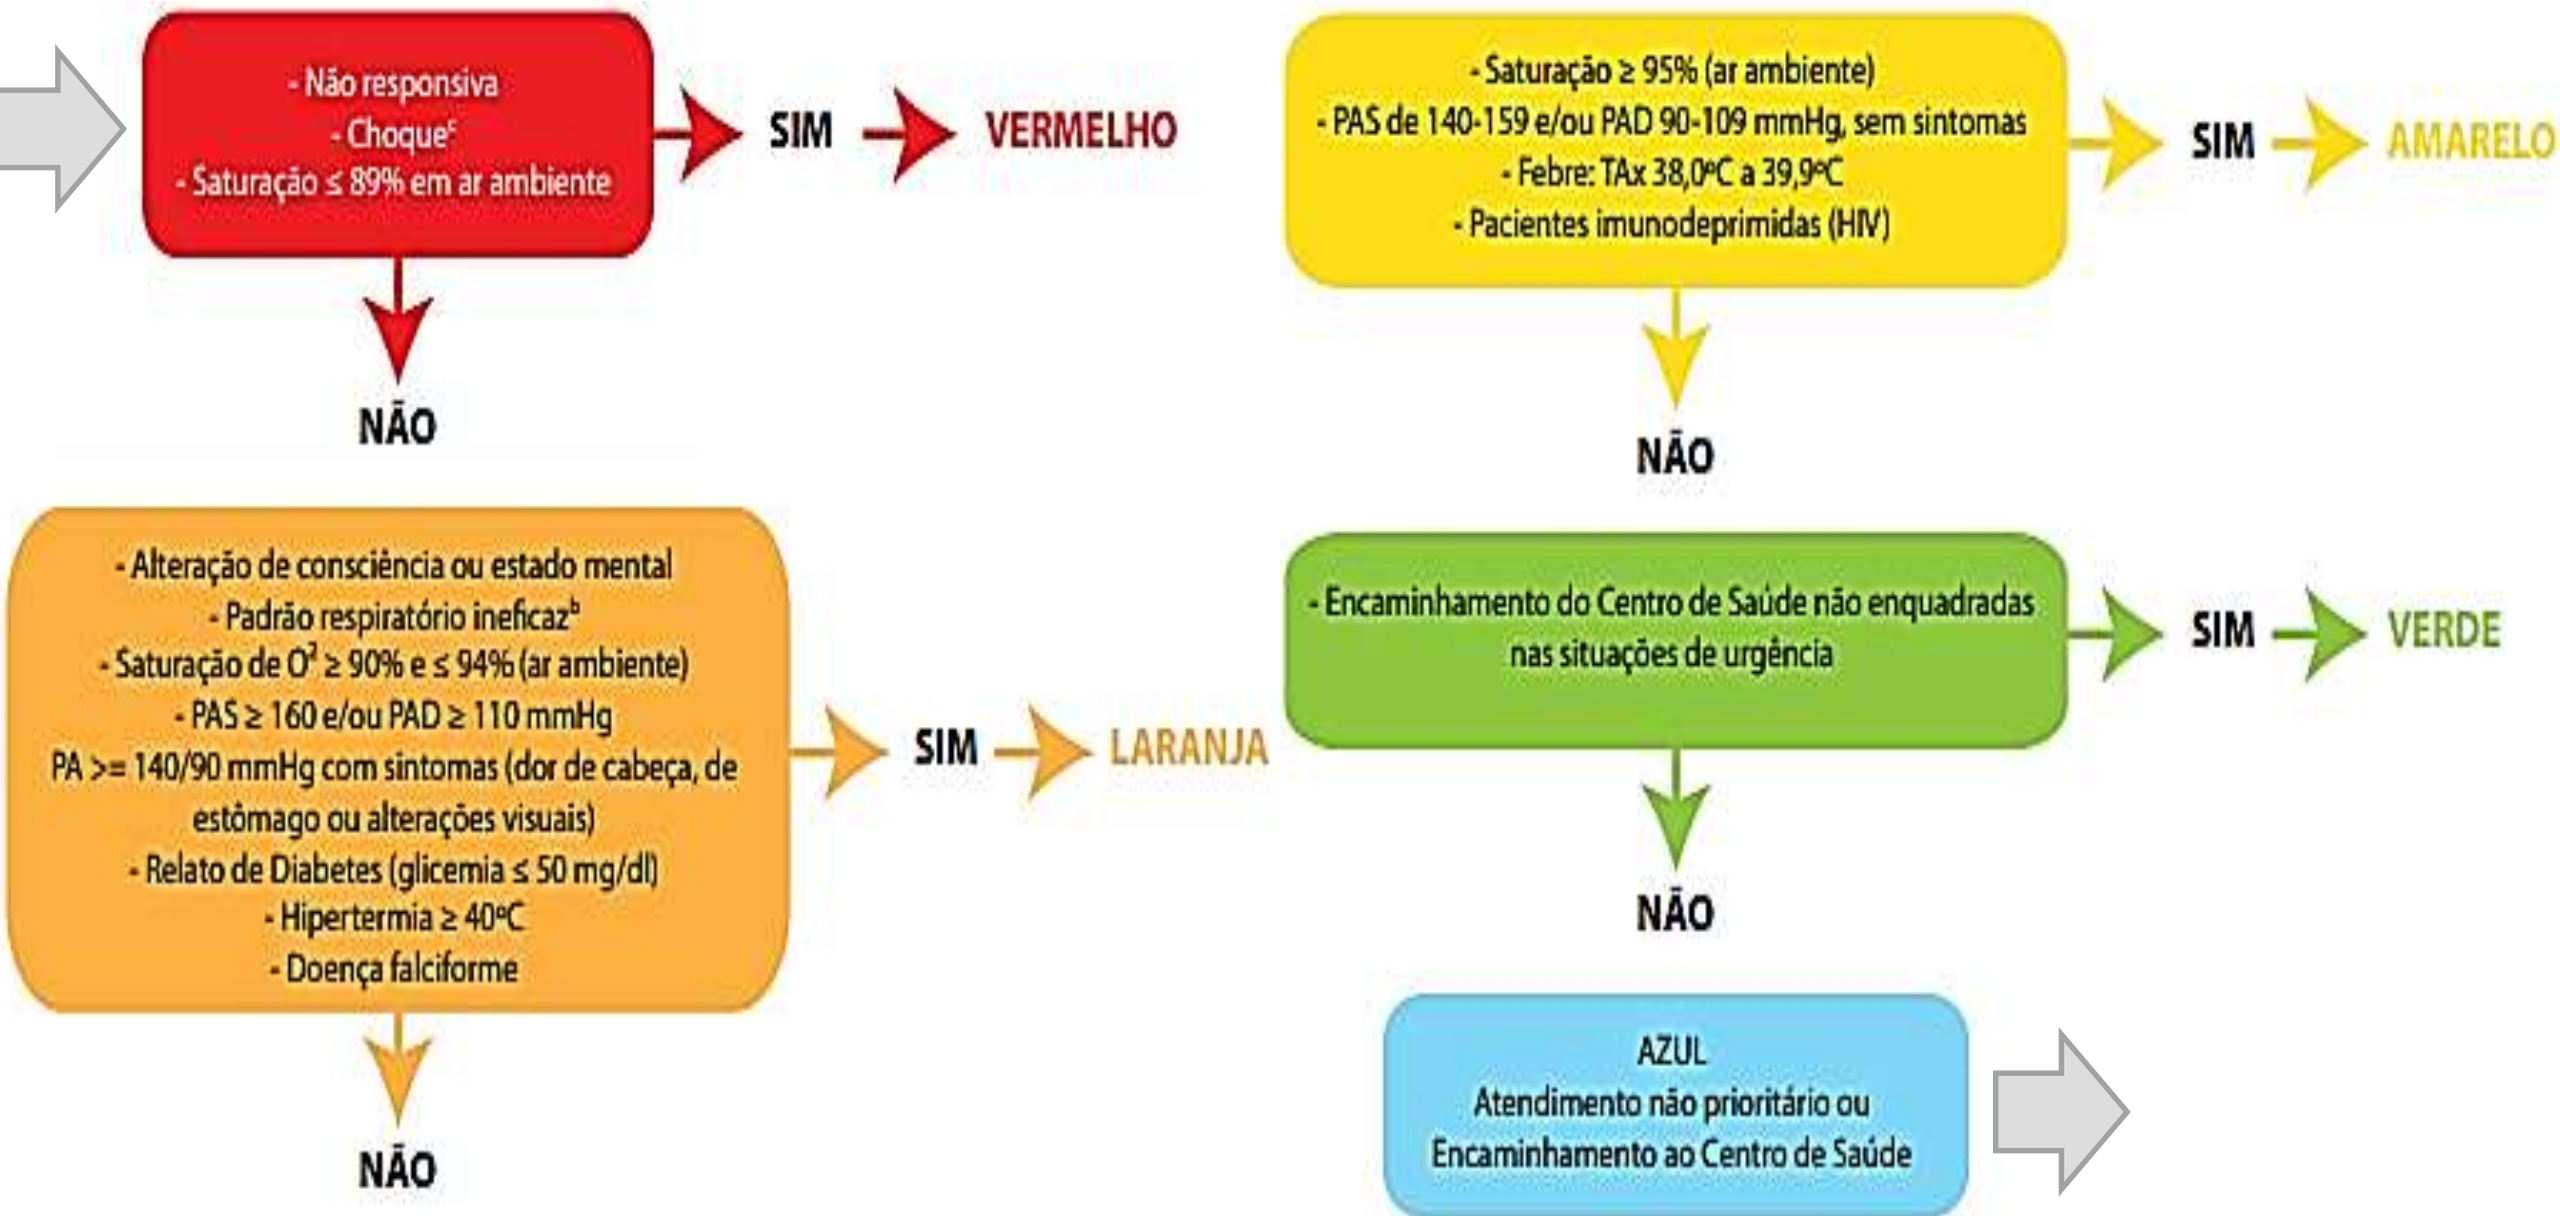 - Não responsiva
- Choqueᶜ
- Saturação ≤ 89% em ar ambiente
SIM
VERMELHO
NÃO
- Alteração de consciência ou estado mental
- Padrão respiratório ineficazᵇ
- Saturação de O² ≥ 90% e ≤ 94% (ar ambiente)
- PAS ≥ 160 e/ou PAD ≥ 110 mmHg
PA >= 140/90 mmHg com sintomas (dor de cabeça, de
estômago ou alterações visuais)
- Relato de Diabetes (glicemia ≤ 50 mg/dl)
- Hipertermia ≥ 40ºC
- Doença falciforme
SIM
LARANJA
NÃO
- Saturação ≥ 95% (ar ambiente)
- PAS de 140-159 e/ou PAD 90-109 mmHg, sem sintomas
- Febre: TAx 38,0ºC a 39,9ºC
- Pacientes imunodeprimidas (HIV)
SIM
AMARELO
NÃO
- Encaminhamento do Centro de Saúde não enquadradas
nas situações de urgência
SIM
VERDE
NÃO
AZUL
Atendimento não prioritário ou
Encaminhamento ao Centro de Saúde